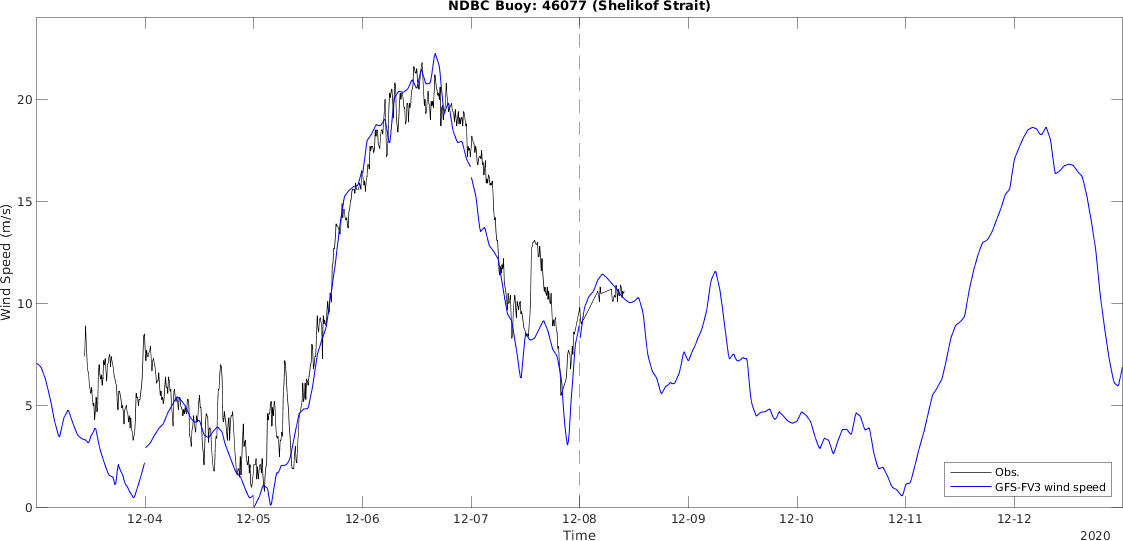 NDBC Buoy: 46077 (Shelikof Strait)
20
15
10
5
0
Wind Speed (m/s)
Obs.
GFS-FV3 wind speed
12-04 12-05 12-06 12-07 12-08 12-09 12-10 12-11 12-12
Time
2020